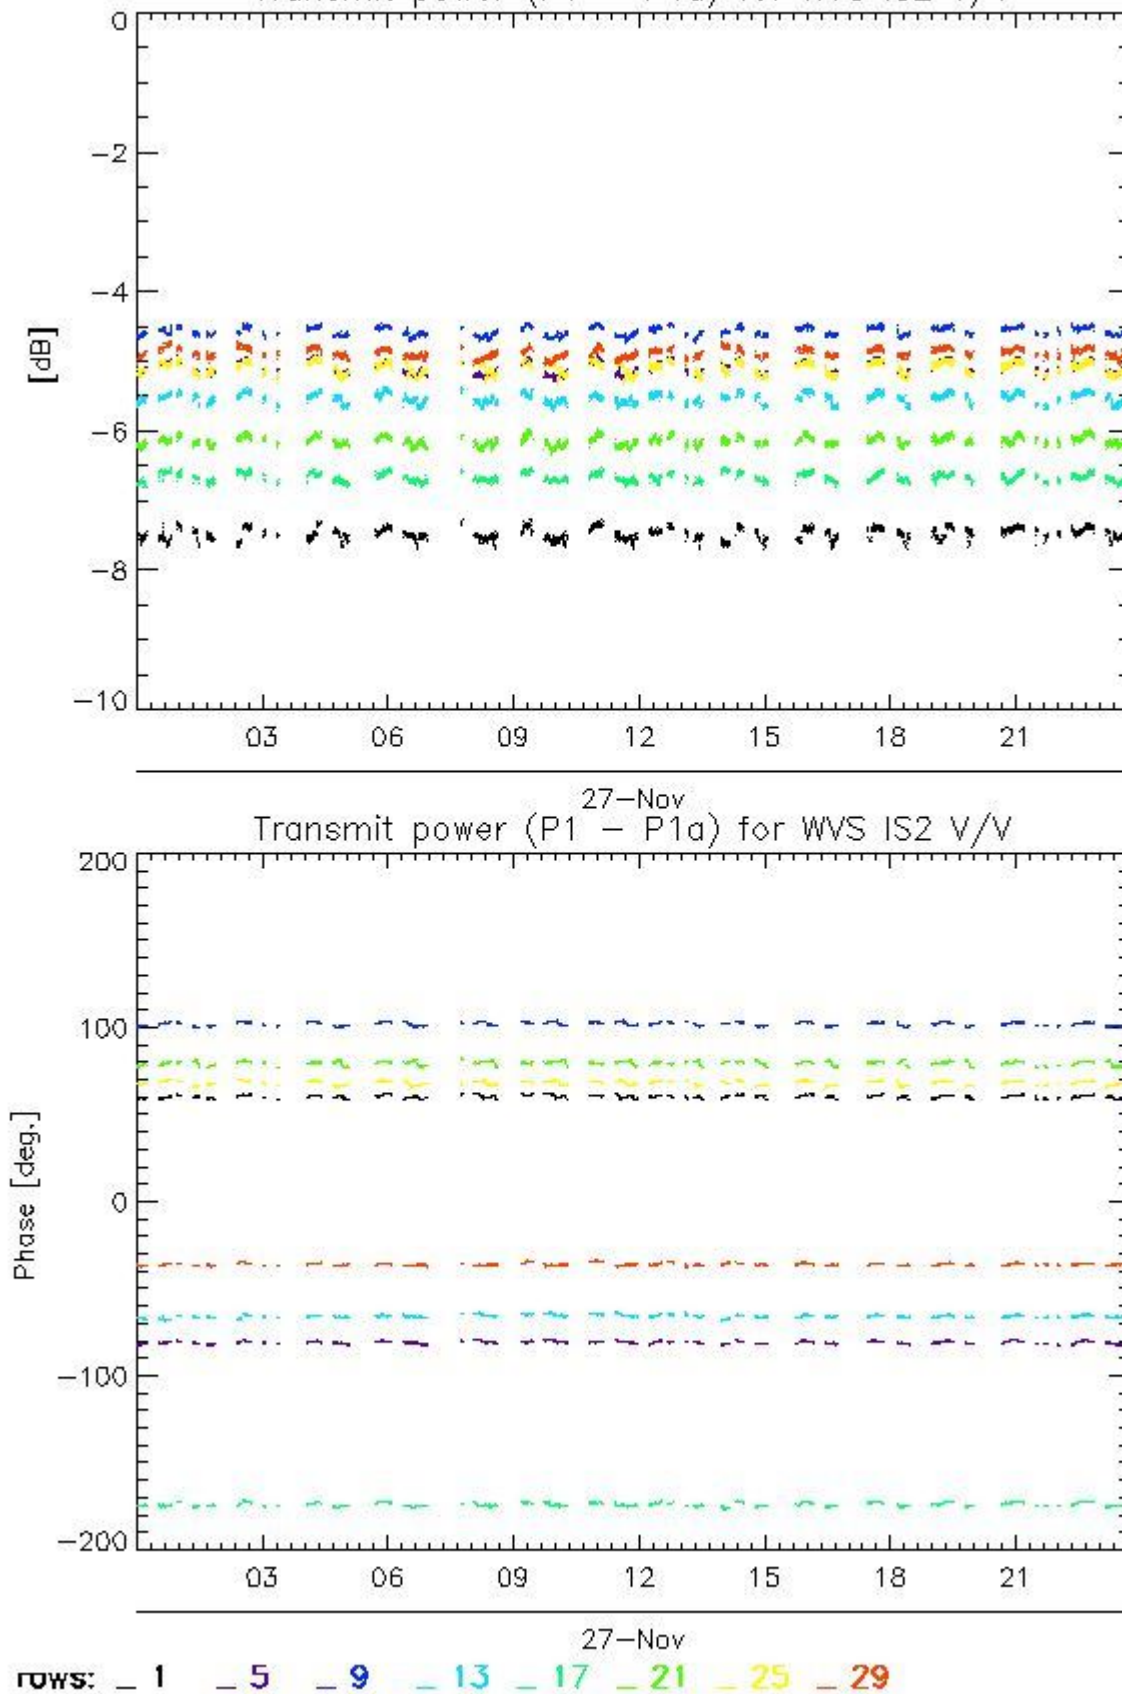 0
-2
-4
[dB]
-6
-8
-10
03 06 09 12 15 18 21
27-Nov
Transmit power (P1 - P1a) for WVS IS2 V/V
200
100
Phase [deg.]
0
-100
-200
03 06 09 12 15 18 21
27-Nov
rows: _ 1 _ 5 _ 9 _ 13 _ 17 _ 21 _ 25 _ 29